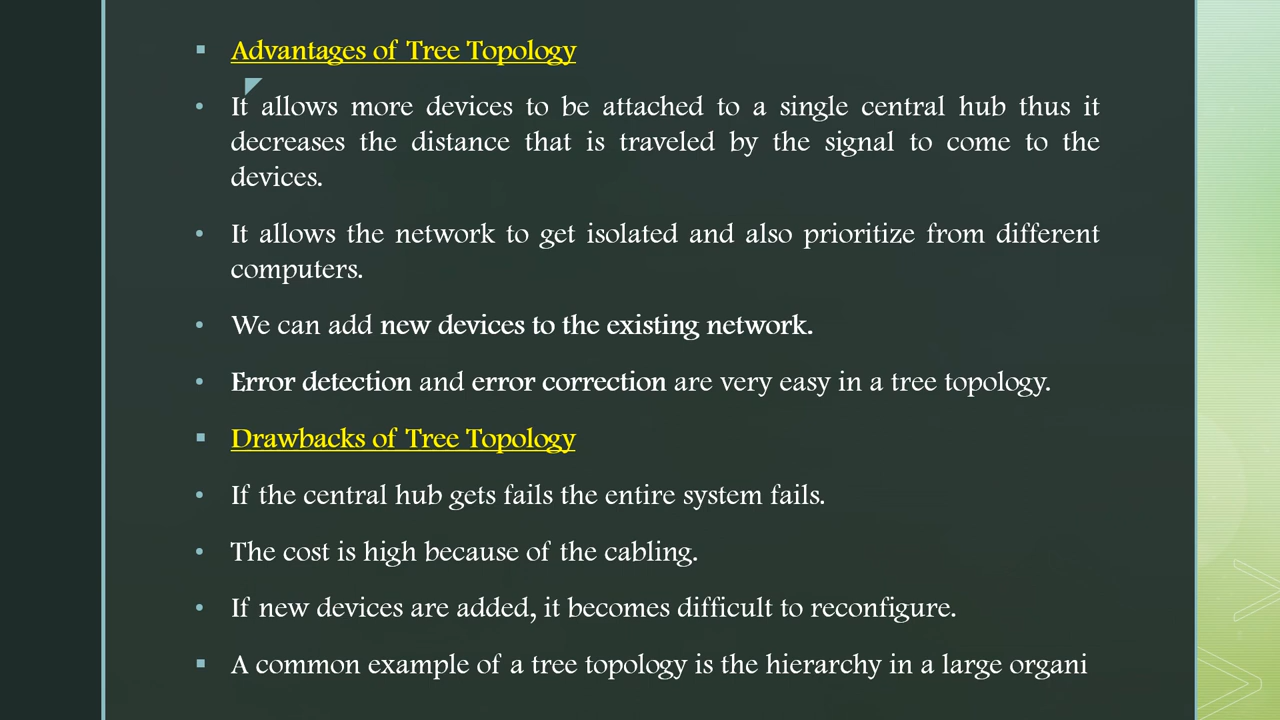 Advantages of Tree Topology
It allows more devices to be attached to a single central hub thus it
decreases the distance that is traveled by the signal to come to the
devices.
It allows the network to get isolated and also prioritize from different
computers.
We can add new devices to the existing network.
Error detection and error correction are very easy in a tree topology.
Drawbacks of Tree Topology
If the central hub gets fails the entire system fails.
The cost is high because of the cabling.
If new devices are added, it becomes difficult to reconfigure.
A common example of a tree topology is the hierarchy in a large organi